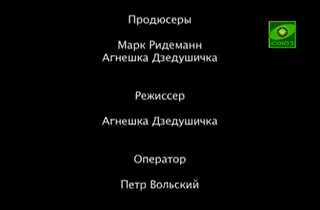 Продюсеры
Марк Ридеманн
Агнешка Дзедушичка
Режиссер
Агнешка Дзедушичка
Оператор
Петр Вольский
СОЮЗ